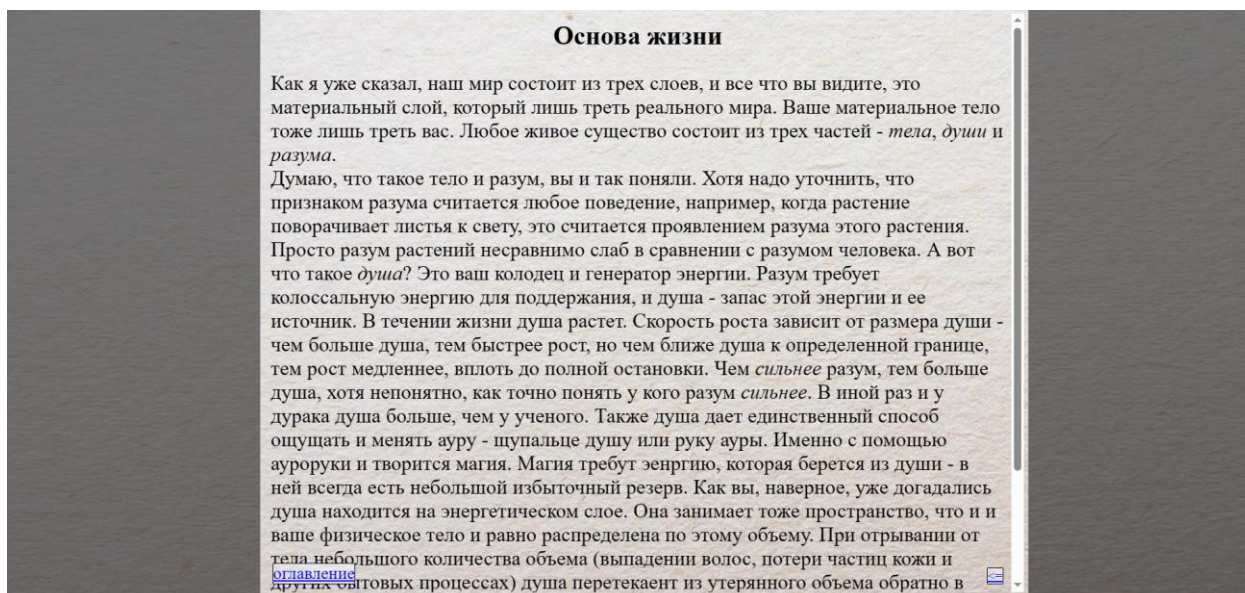 Основа жизни
Как я уже сказал, наш мир состоит из трех слоев, и все что вы видите, это
материальный слой, который лишь треть реального мира. Ваше материальное тело
тоже лишь треть вас. Любое живое существо состоит из трех частей - тела, души и
разума.
Думаю, что такое тело и разум, вы и так поняли. Хотя надо уточнить, что
признаком разума считается любое поведение, например, когда растение
поворачивает листья к свету, это считается проявлением разума этого растения.
Просто разум растений несравнимо слаб в сравнении с разумом человека. А вот
что такое душа? Это ваш колодец и генератор энергии. Разум требует
колоссальную энергию для поддержания, и душа - запас этой энергии и ее
источник. В течении жизни душа растет. Скорость роста зависит от размера души -
чем больше душа, тем быстрее рост, но чем ближе душа к определенной границе,
тем рост медленнее, вплоть до полной остановки. Чем сильнее разум, тем больше
душа, хотя непонятно, как точно понять у кого разум сильнее. В иной раз и у
дурака душа больше, чем у ученого. Также душа дает единственный способ
ощущать и менять ауру - щупальце душу или руку ауры. Именно с помощью
ауроруки и творится магия. Магия требут эенргию, которая берется из души - в
ней всегда есть небольшой избыточный резерв. Как вы, наверное, уже догадались
душа находится на энергетическом слое. Она занимает тоже пространство, что и и
ваше физическое тело и равно распределена по этому объему. При отрывании от
тела небольшого количества объема (выпадении волос, потери частиц кожи и
других бытовых процессах) душа перетекаент из утерянного объема обратно в
оглавление
<=